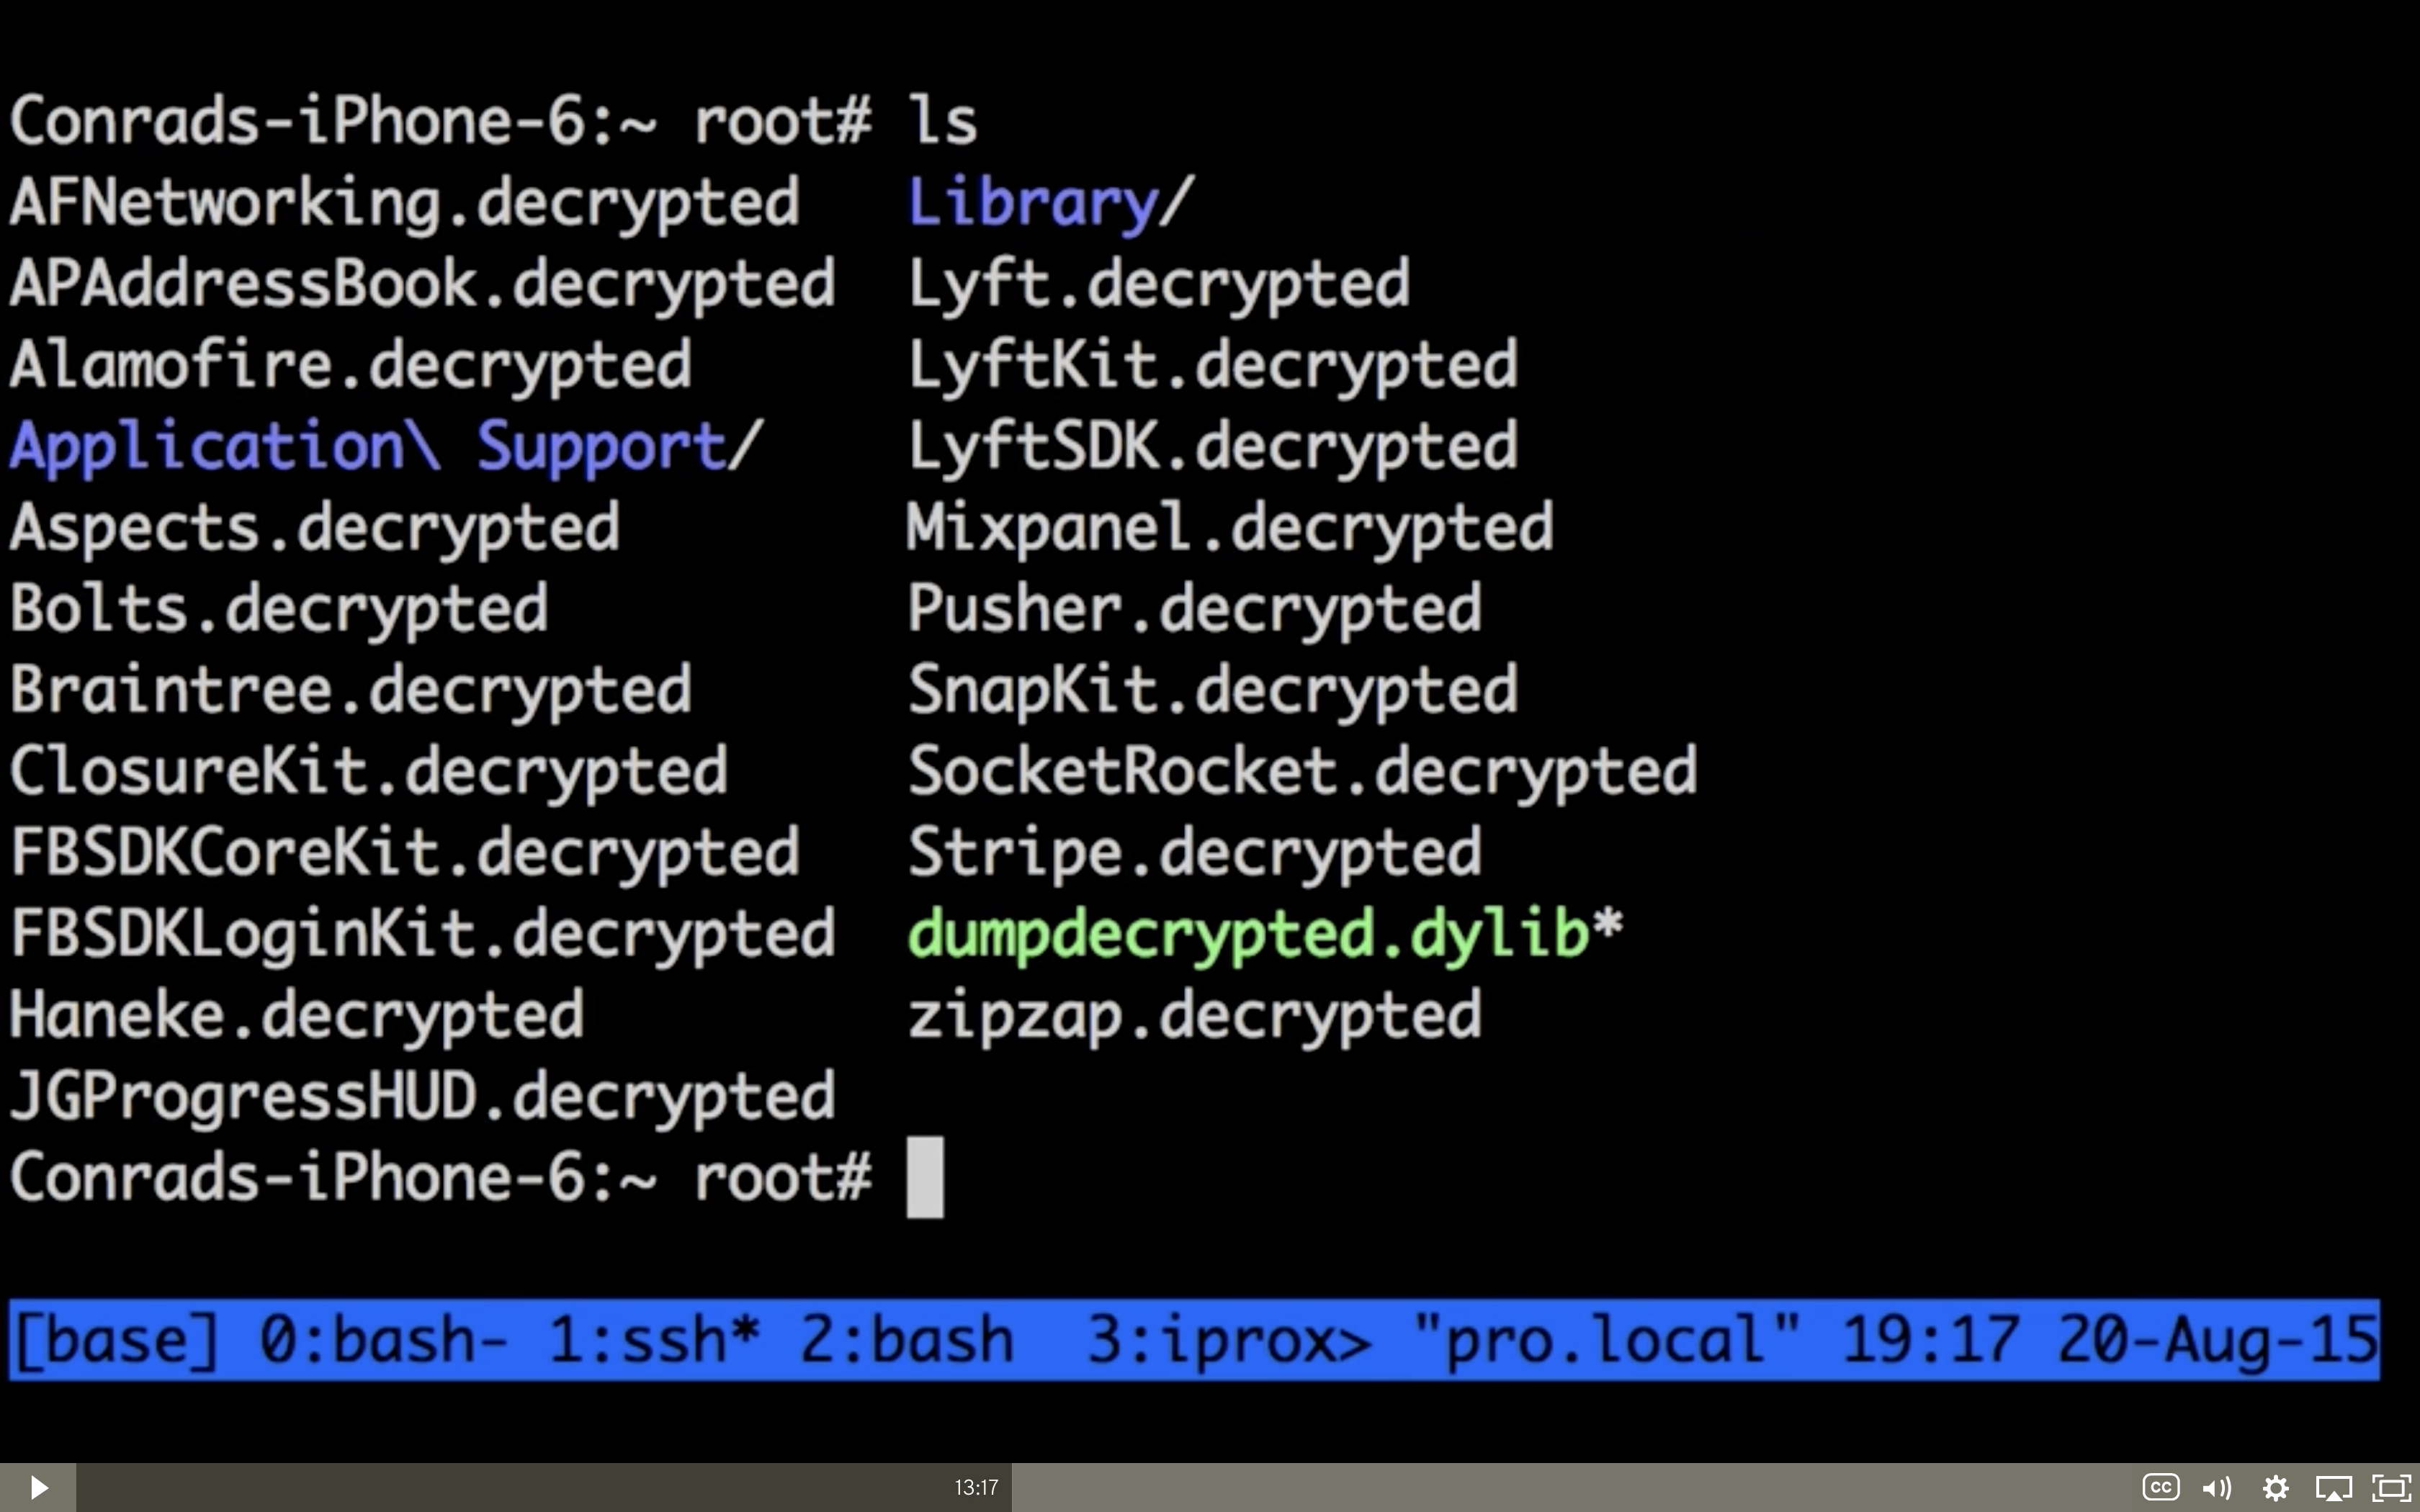 Conrads-iPhone-6:~ root# ls
AFNetworking.decrypted Library/
APAddressBook.decrypted Lyft.decrypted
Alamofire.decrypted LyftKit.decrypted
Application\ Support/ LyftSDK.decrypted
Aspects.decrypted Mixpanel.decrypted
Bolts.decrypted Pusher.decrypted
Braintree.decrypted SnapKit.decrypted
ClosureKit.decrypted SocketRocket.decrypted
FBSDKCoreKit.decrypted Stripe.decrypted
FBSDKLoginKit.decrypted dumpdecrypted.dylib*
Haneke.decrypted zipzap.decrypted
JGProgressHUD.decrypted
Conrads-iPhone-6:~ root#
[base] 0:bash- 1:ssh* 2:bash 3:iprox> "pro.local" 19:17 20-Aug-15
13:17
CC